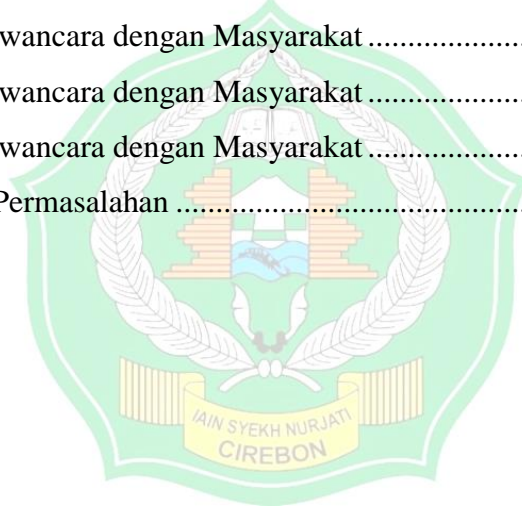 wancara dengan Masyarakat ....................
wancara dengan Masyarakat ....................
wancara dengan Masyarakat ....................
Permasalahan .............................................
IAIN SYEKH NURJATI
CIREBON